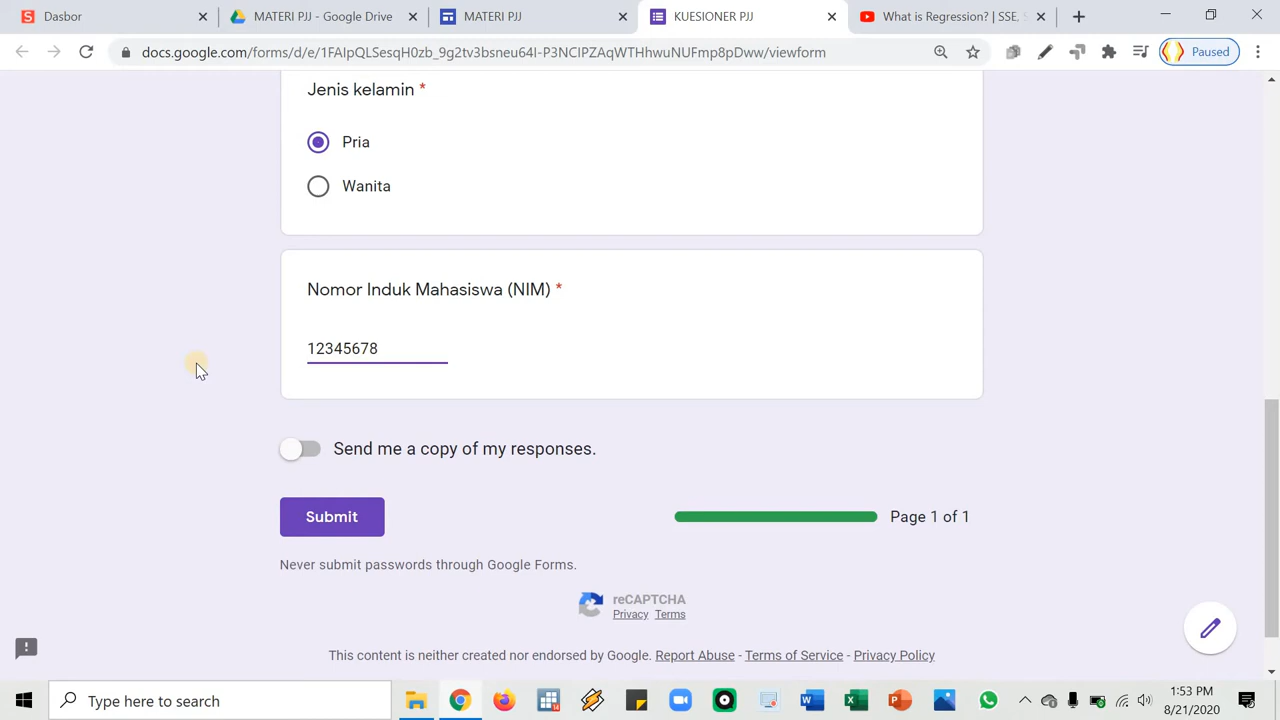 Dasbor
MATERI PJJ - Google Drive
MATERI PJJ
KUESIONER PJJ
What is Regression? | SSE,
docs.google.com/forms/d/e/1FAIpQLSesqH0zb_9g2tv3bsneu64I-P3NCIPZAqWTHhwuNUFmp8pDww/viewform
Paused
Jenis kelamin *
Pria
Wanita
Nomor Induk Mahasiswa (NIM) *
12345678
Send me a copy of my responses.
Submit
Page 1 of 1
Never submit passwords through Google Forms.
reCAPTCHA
Privacy Terms
This content is neither created nor endorsed by Google. Report Abuse - Terms of Service - Privacy Policy
Type here to search
1:53 PM
8/21/2020